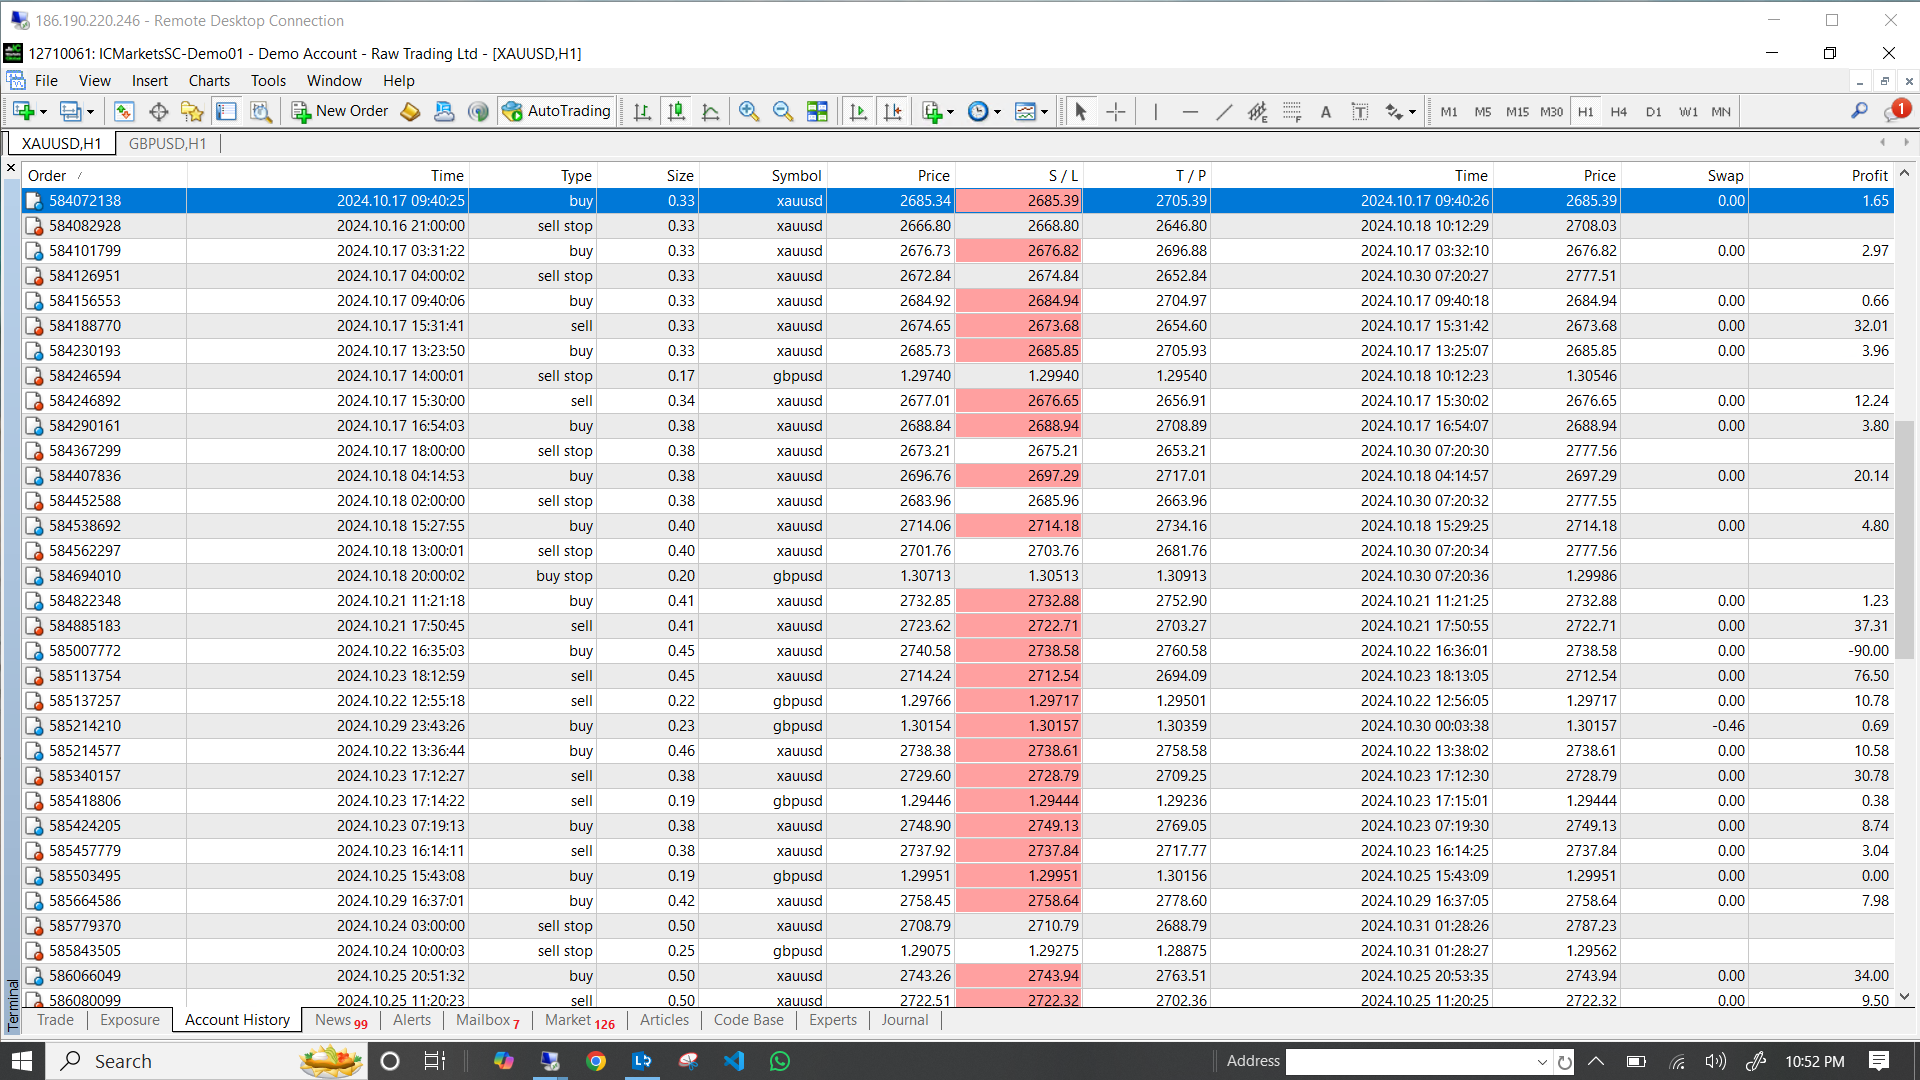 186.190.220.246 - Remote Desktop Connection
12710061: ICMarketsSC-Demo01 - Demo Account - Raw Trading Ltd - [XAUUSD,H1]
File View Insert Charts Tools Window Help
New Order AutoTrading A T M1 M5 M15 M30 H1 H4 D1 W1 MN 1
XAUUSD,H1 GBPUSD,H1
Order / Time Type Size Symbol Price S / L T / P Time Price Swap Profit
584072138 2024.10.17 09:40:25 buy 0.33 xauusd 2685.34 2685.39 2705.39 2024.10.17 09:40:26 2685.39 0.00 1.65
584082928 2024.10.16 21:00:00 sell stop 0.33 xauusd 2666.80 2668.80 2646.80 2024.10.18 10:12:29 2708.03
584101799 2024.10.17 03:31:22 buy 0.33 xauusd 2676.73 2676.82 2696.88 2024.10.17 03:32:10 2676.82 0.00 2.97
584126951 2024.10.17 04:00:02 sell stop 0.33 xauusd 2672.84 2674.84 2652.84 2024.10.30 07:20:27 2777.51
584156553 2024.10.17 09:40:06 buy 0.33 xauusd 2684.92 2684.94 2704.97 2024.10.17 09:40:18 2684.94 0.00 0.66
584188770 2024.10.17 15:31:41 sell 0.33 xauusd 2674.65 2673.68 2654.60 2024.10.17 15:31:42 2673.68 0.00 32.01
584230193 2024.10.17 13:23:50 buy 0.33 xauusd 2685.73 2685.85 2705.93 2024.10.17 13:25:07 2685.85 0.00 3.96
584246594 2024.10.17 14:00:01 sell stop 0.17 gbpusd 1.29740 1.29940 1.29540 2024.10.18 10:12:23 1.30546
584246892 2024.10.17 15:30:00 sell 0.34 xauusd 2677.01 2676.65 2656.91 2024.10.17 15:30:02 2676.65 0.00 12.24
584290161 2024.10.17 16:54:03 buy 0.38 xauusd 2688.84 2688.94 2708.89 2024.10.17 16:54:07 2688.94 0.00 3.80
584367299 2024.10.17 18:00:00 sell stop 0.38 xauusd 2673.21 2675.21 2653.21 2024.10.30 07:20:30 2777.56
584407836 2024.10.18 04:14:53 buy 0.38 xauusd 2696.76 2697.29 2717.01 2024.10.18 04:14:57 2697.29 0.00 20.14
584452588 2024.10.18 02:00:00 sell stop 0.38 xauusd 2683.96 2685.96 2663.96 2024.10.30 07:20:32 2777.55
584538692 2024.10.18 15:27:55 buy 0.40 xauusd 2714.06 2714.18 2734.16 2024.10.18 15:29:25 2714.18 0.00 4.80
584562297 2024.10.18 13:00:01 sell stop 0.40 xauusd 2701.76 2703.76 2681.76 2024.10.30 07:20:34 2777.56
584694010 2024.10.18 20:00:02 buy stop 0.20 gbpusd 1.30713 1.30513 1.30913 2024.10.30 07:20:36 1.29986
584822348 2024.10.21 11:21:18 buy 0.41 xauusd 2732.85 2732.88 2752.90 2024.10.21 11:21:25 2732.88 0.00 1.23
584885183 2024.10.21 17:50:45 sell 0.41 xauusd 2723.62 2722.71 2703.27 2024.10.21 17:50:55 2722.71 0.00 37.31
585007772 2024.10.22 16:35:03 buy 0.45 xauusd 2740.58 2738.58 2760.58 2024.10.22 16:36:01 2738.58 0.00 -90.00
585113754 2024.10.23 18:12:59 sell 0.45 xauusd 2714.24 2712.54 2694.09 2024.10.23 18:13:05 2712.54 0.00 76.50
585137257 2024.10.22 12:55:18 sell 0.22 gbpusd 1.29766 1.29717 1.29501 2024.10.22 12:56:05 1.29717 0.00 10.78
585214210 2024.10.29 23:43:26 buy 0.23 gbpusd 1.30154 1.30157 1.30359 2024.10.30 00:03:38 1.30157 -0.46 0.69
585214577 2024.10.22 13:36:44 buy 0.46 xauusd 2738.38 2738.61 2758.58 2024.10.22 13:38:02 2738.61 0.00 10.58
585340157 2024.10.23 17:12:27 sell 0.38 xauusd 2729.60 2728.79 2709.25 2024.10.23 17:12:30 2728.79 0.00 30.78
585418806 2024.10.23 17:14:22 sell 0.19 gbpusd 1.29446 1.29444 1.29236 2024.10.23 17:15:01 1.29444 0.00 0.38
585424205 2024.10.23 07:19:13 buy 0.38 xauusd 2748.90 2749.13 2769.05 2024.10.23 07:19:30 2749.13 0.00 8.74
585457779 2024.10.23 16:14:11 sell 0.38 xauusd 2737.92 2737.84 2717.77 2024.10.23 16:14:25 2737.84 0.00 3.04
585503495 2024.10.25 15:43:08 buy 0.19 gbpusd 1.29951 1.29951 1.30156 2024.10.25 15:43:09 1.29951 0.00 0.00
585664586 2024.10.29 16:37:01 buy 0.42 xauusd 2758.45 2758.64 2778.60 2024.10.29 16:37:05 2758.64 0.00 7.98
585779370 2024.10.24 03:00:00 sell stop 0.50 xauusd 2708.79 2710.79 2688.79 2024.10.31 01:28:26 2787.23
585843505 2024.10.24 10:00:03 sell stop 0.25 gbpusd 1.29075 1.29275 1.28875 2024.10.31 01:28:27 1.29562
586066049 2024.10.25 20:51:32 buy 0.50 xauusd 2743.26 2743.94 2763.51 2024.10.25 20:53:35 2743.94 0.00 34.00
586080099 2024.10.25 11:20:23 sell 0.50 xauusd 2722.51 2722.32 2702.36 2024.10.25 11:20:25 2722.32 0.00 9.50
Terminal
Trade Exposure Account History News 99 Alerts Mailbox 7 Market 126 Articles Code Base Experts Journal
Search Address 10:52 PM